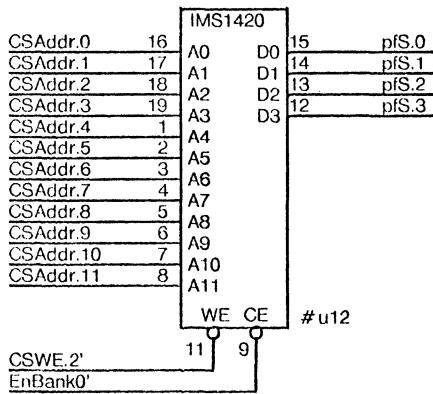 IMS1420
CSAddr.0 16 A0 D0 15 pfS.0
CSAddr.1 17 A1 D1 14 pfS.1
CSAddr.2 18 A2 D2 13 pfS.2
CSAddr.3 19 A3 D3 12 pfS.3
CSAddr.4 1 A4
CSAddr.5 2 A5
CSAddr.6 3 A6
CSAddr.7 4 A7
CSAddr.8 5 A8
CSAddr.9 6 A9
CSAddr.10 7 A10
CSAddr.11 8 A11
WE CE #u12
11 9
CSWE.2'
EnBank0'